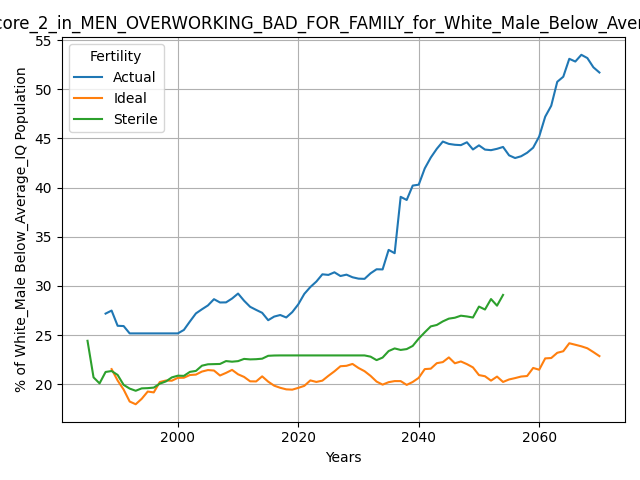 core_2_in_MEN_OVERWORKING_BAD_FOR_FAMILY_for_White_Male_Below_Aver
Fertility
Actual
Ideal
Sterile
55
50
45
40
35
30
25
20
% of White_Male Below_Average_IQ Population
2000
2020
2040
2060
Years